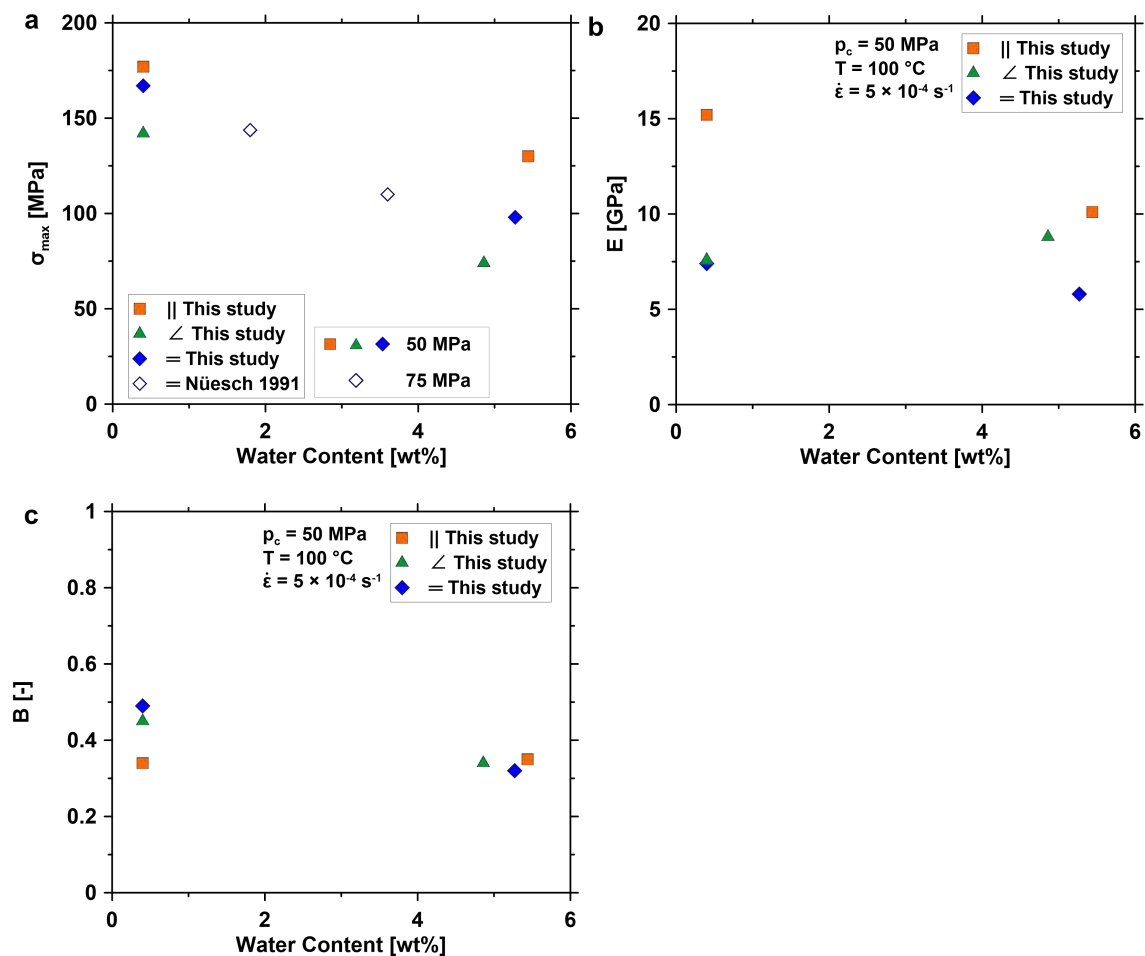 a
200
150
100
50
0
σmax [MPa]
|| This study
∠ This study
= This study
= Nüesch 1991
50 MPa
75 MPa
0 2 4 6
Water Content [wt%]
b
20
15
10
5
0
E [GPa]
pc = 50 MPa
T = 100 °C
ε̇ = 5 × 10⁻⁴ s⁻¹
|| This study
∠ This study
= This study
0 2 4 6
Water Content [wt%]
c
1
0.8
0.6
0.4
0.2
0
B [-]
pc = 50 MPa
T = 100 °C
ε̇ = 5 × 10⁻⁴ s⁻¹
|| This study
∠ This study
= This study
0 2 4 6
Water Content [wt%]